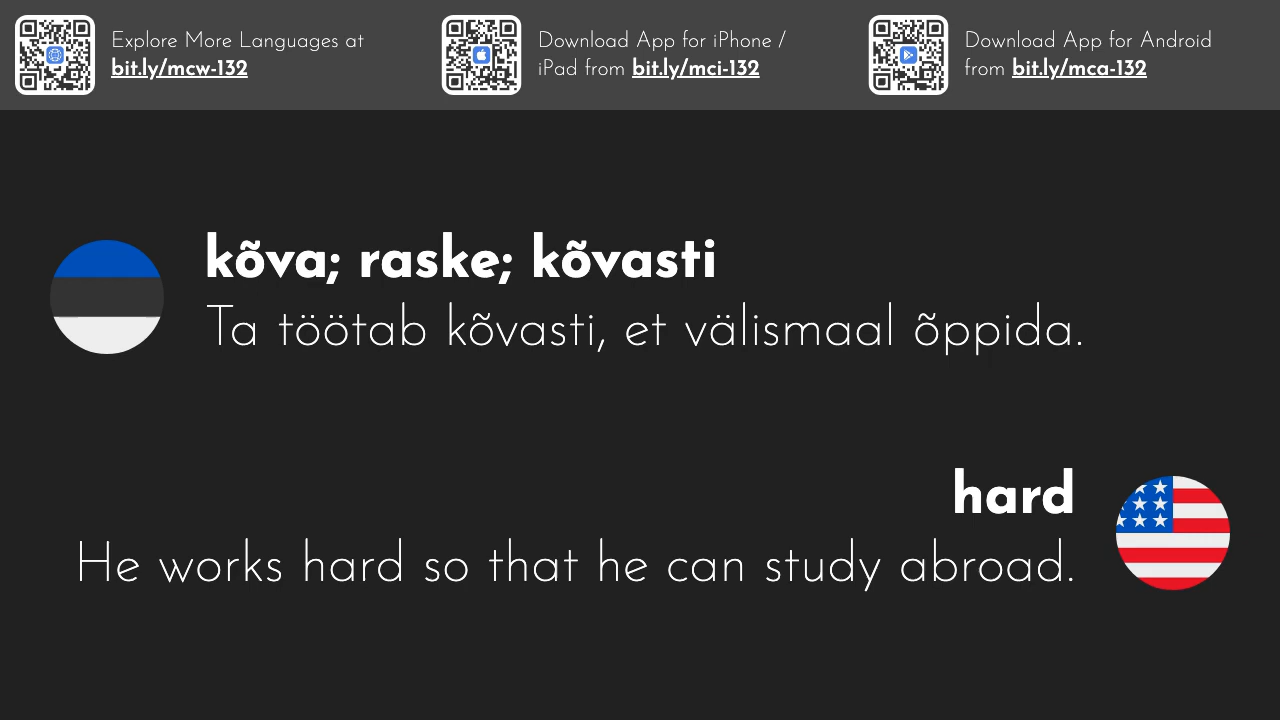 Explore More Languages at
bit.ly/mcw-132
Download App for iPhone /
iPad from bit.ly/mci-132
Download App for Android
from bit.ly/mca-132
kõva; raske; kõvasti
Ta töötab kõvasti, et välismaal õppida.
hard
He works hard so that he can study abroad.